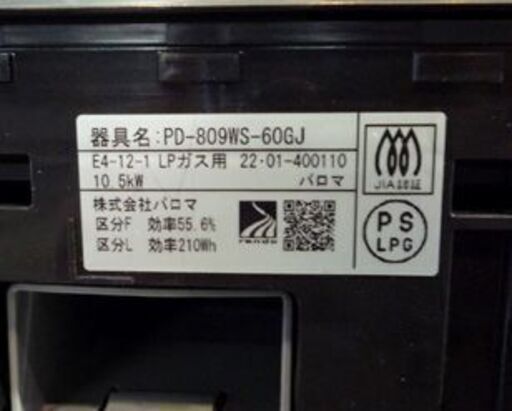 器具名:PD-809WS-60GJ
E4-12-1 LPガス用 22・01-400110
10.5kW パロマ
株式会社パロマ
区分F 効率55.6%
区分L 効率210Wh
JIA認証
PS
LPG